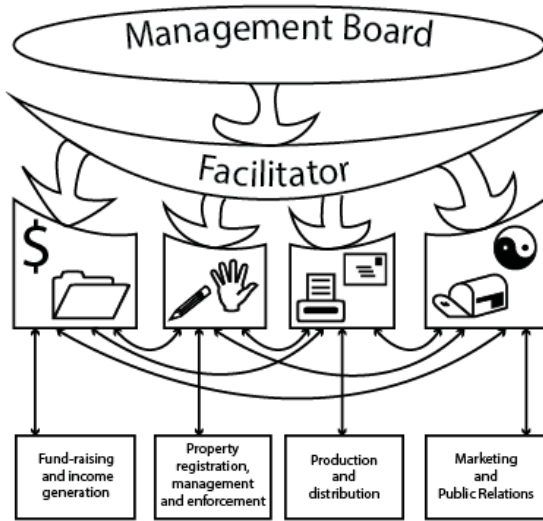 Management Board
Facilitator
$
Fund-raising
and income
generation
Property
registration,
management
and enforcement
Production
and
distribution
Marketing
and
Public Relations